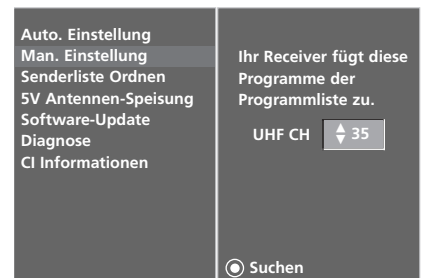 Auto. Einstellung
Man. Einstellung
Senderliste Ordnen
5V Antennen-Speisung
Software-Update
Diagnose
CI Informationen
Ihr Receiver fügt diese
Programme der
Programmliste zu.
UHF CH 35
Suchen